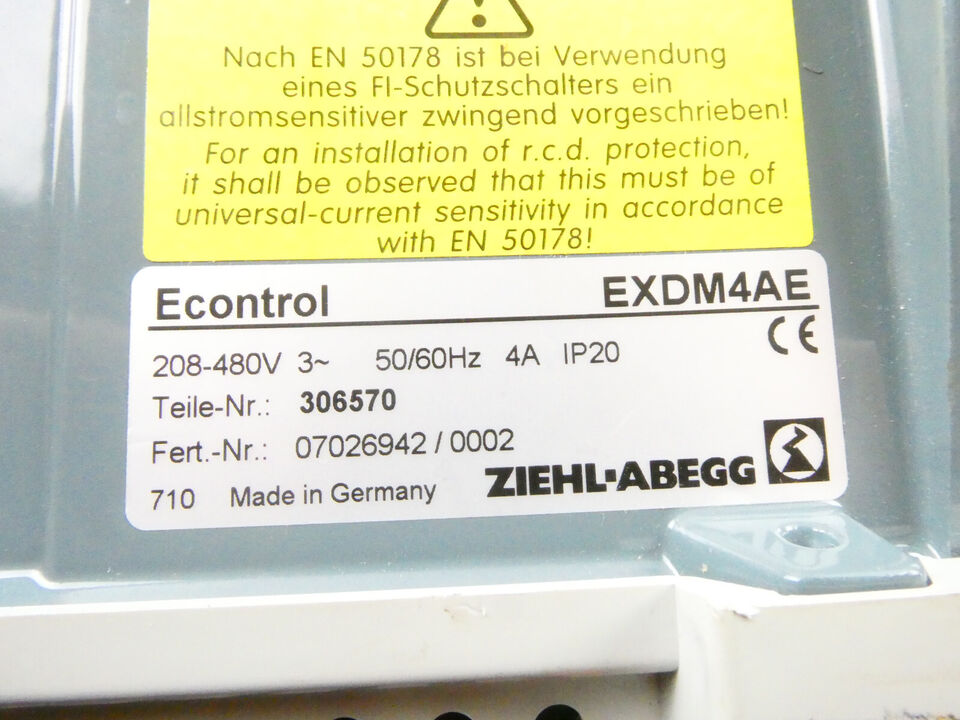 Nach EN 50178 ist bei Verwendung
eines FI-Schutzschalters ein
allstromsensitiver zwingend vorgeschrieben!
For an installation of r.c.d. protection,
it shall be observed that this must be of
universal-current sensitivity in accordance
with EN 50178!
Econtrol EXDM4AE
208-480V 3~ 50/60Hz 4A IP20 CE
Teile-Nr.: 306570
Fert.-Nr.: 07026942 / 0002
ZIEHL-ABEGG
710 Made in Germany